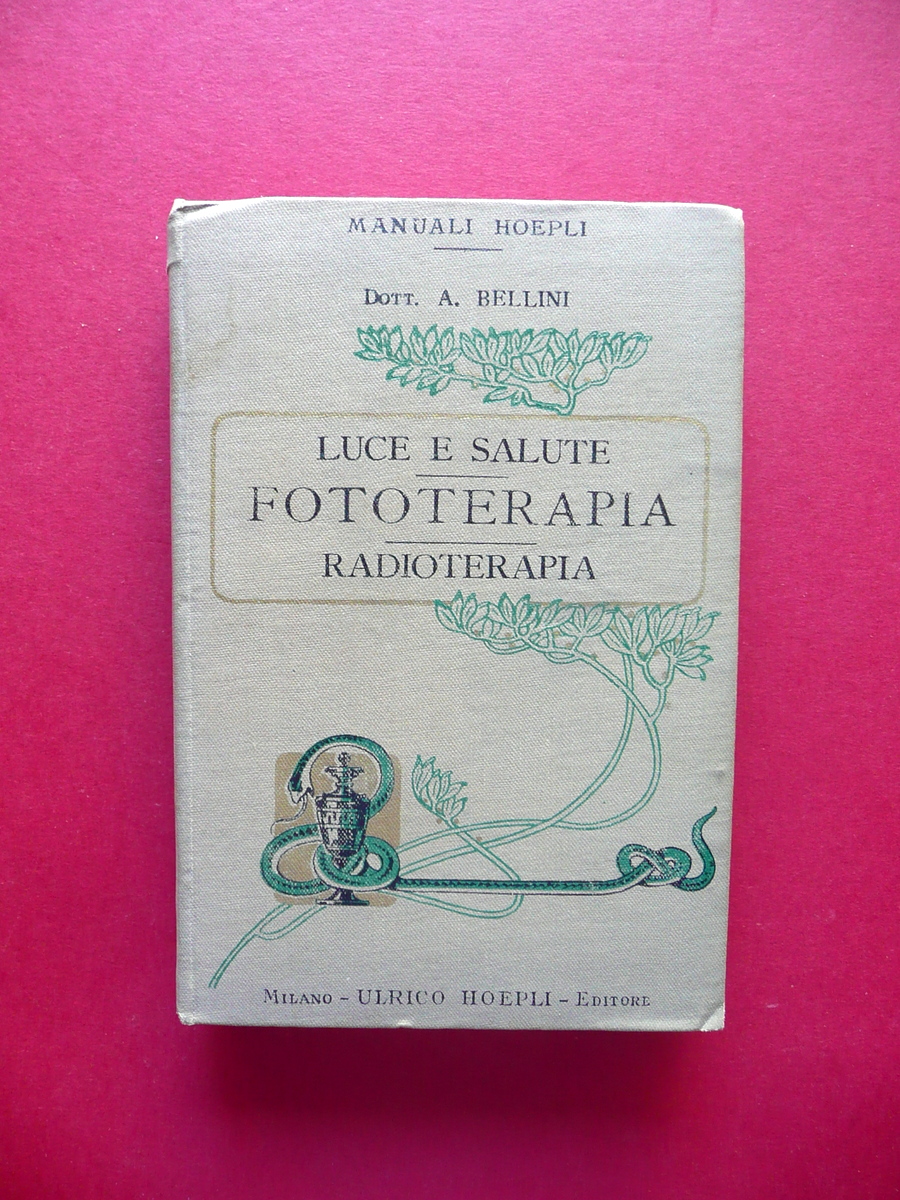 MANUALI HOEPLI
DOTT. A. BELLINI
LUCE E SALUTE
FOTOTERAPIA
RADIOTERAPIA
MILANO – ULRICO HOEPLI – EDITORE